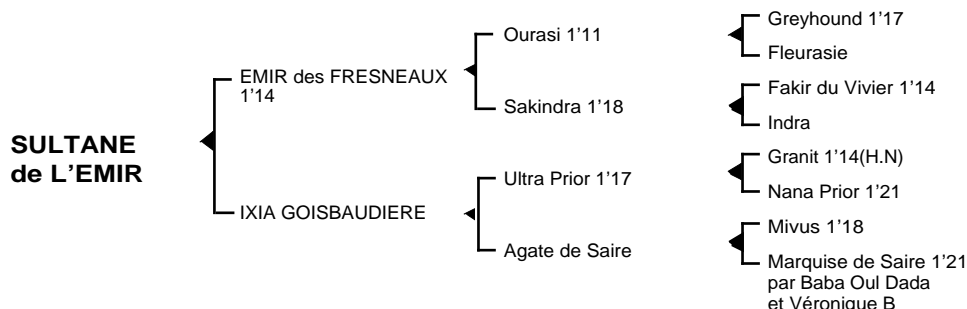 SULTANE
de L’EMIR
EMIR des FRESNEAUX
1’14
IXIA GOISBAUDIERE
Ourasi 1’11
Sakindra 1’18
Ultra Prior 1’17
Agate de Saire
Greyhound 1’17
Fleurasie
Fakir du Vivier 1’14
Indra
Granit 1’14(H.N)
Nana Prior 1’21
Mivus 1’18
Marquise de Saire 1’21
par Baba Oul Dada
et Véronique B